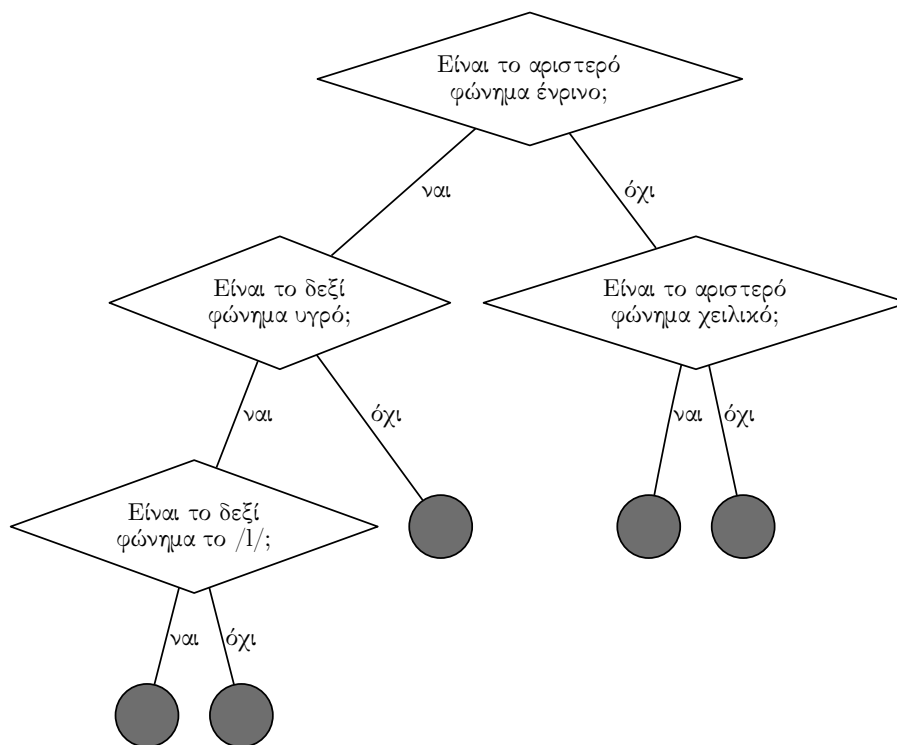 Είναι το αριστερό
φώνημα ένρινο;
ναι
όχι
Είναι το δεξί
φώνημα υγρό;
Είναι το αριστερό
φώνημα χειλικό;
ναι
όχι
ναι
όχι
Είναι το δεξί
φώνημα το /l/;
ναι
όχι